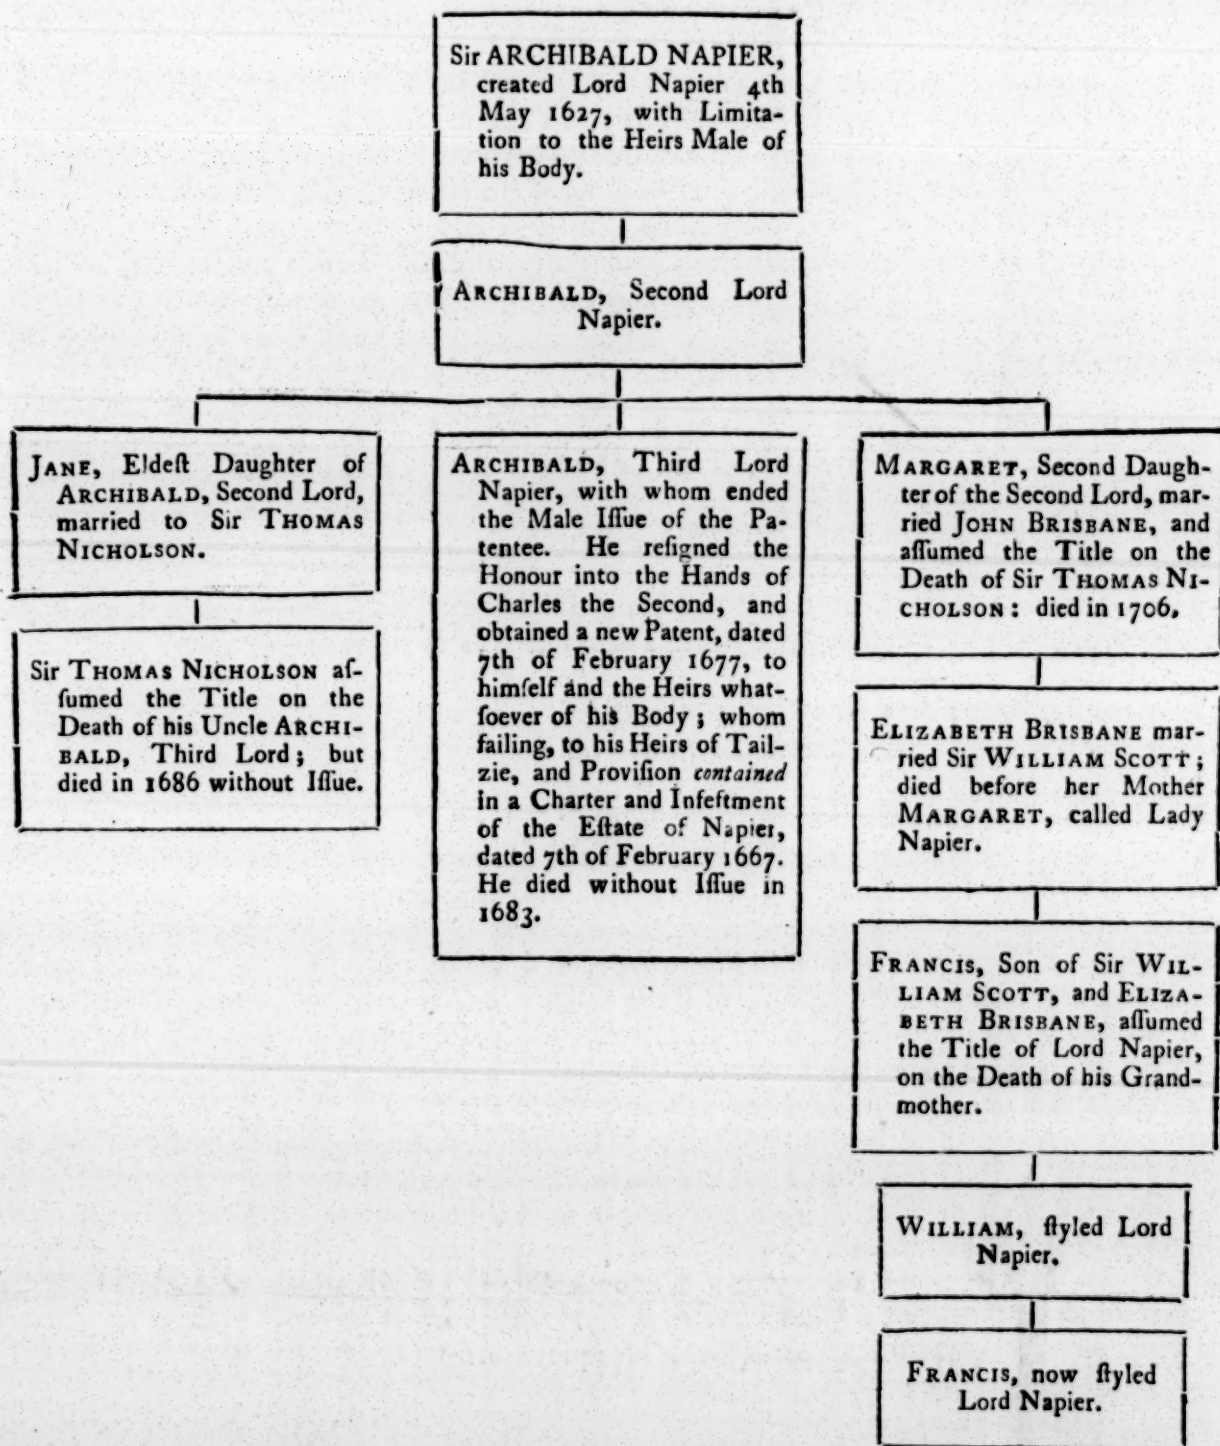 Sir ARCHIBALD NAPIER,
created Lord Napier 4th
May 1627, with Limita-
tion to the Heirs Male of
his Body.
ARCHIBALD, Second Lord
Napier.
JANE, Eldeſt Daughter of
ARCHIBALD, Second Lord,
married to Sir THOMAS
NICHOLSON.
Sir THOMAS NICHOLSON aſ-
ſumed the Title on the
Death of his Uncle ARCHI-
BALD, Third Lord; but
died in 1686 without Iſſue.
ARCHIBALD, Third Lord
Napier, with whom ended
the Male Iſſue of the Pa-
tentee. He reſigned the
Honour into the Hands of
Charles the Second, and
obtained a new Patent, dated
7th of February 1677, to
himſelf and the Heirs what-
ſoever of his Body; whom
failing, to his Heirs of Tail-
zie, and Proviſion contained
in a Charter and Infeftment
of the Eſtate of Napier,
dated 7th of February 1667.
He died without Iſſue in
1683.
MARGARET, Second Daugh-
ter of the Second Lord, mar-
ried JOHN BRISBANE, and
aſſumed the Title on the
Death of Sir THOMAS NI-
CHOLSON: died in 1706.
ELIZABETH BRISBANE mar-
ried Sir WILLIAM SCOTT;
died before her Mother
MARGARET, called Lady
Napier.
FRANCIS, Son of Sir WIL-
LIAM SCOTT, and ELIZA-
BETH BRISBANE, aſſumed
the Title of Lord Napier,
on the Death of his Grand-
mother.
WILLIAM, ſtyled Lord
Napier.
FRANCIS, now ſtyled
Lord Napier.